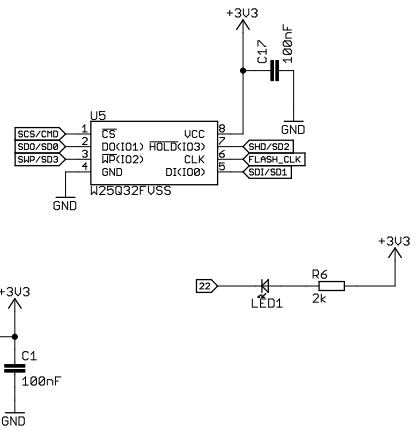 +3V3
C17
100nF
GND
U5
SCS/CMD 1 CS VCC 8
SDO/SD0 2 DO(IO1) HOLD(IO3) 7 SHD/SD2
SWP/SD3 3 WP(IO2) CLK 6 FLASH_CLK
4 GND DI(IO0) 5 SDI/SD1
W25Q32FVSS
GND
+3V3
22
LED1
R6
2k
+3V3
C1
100nF
GND